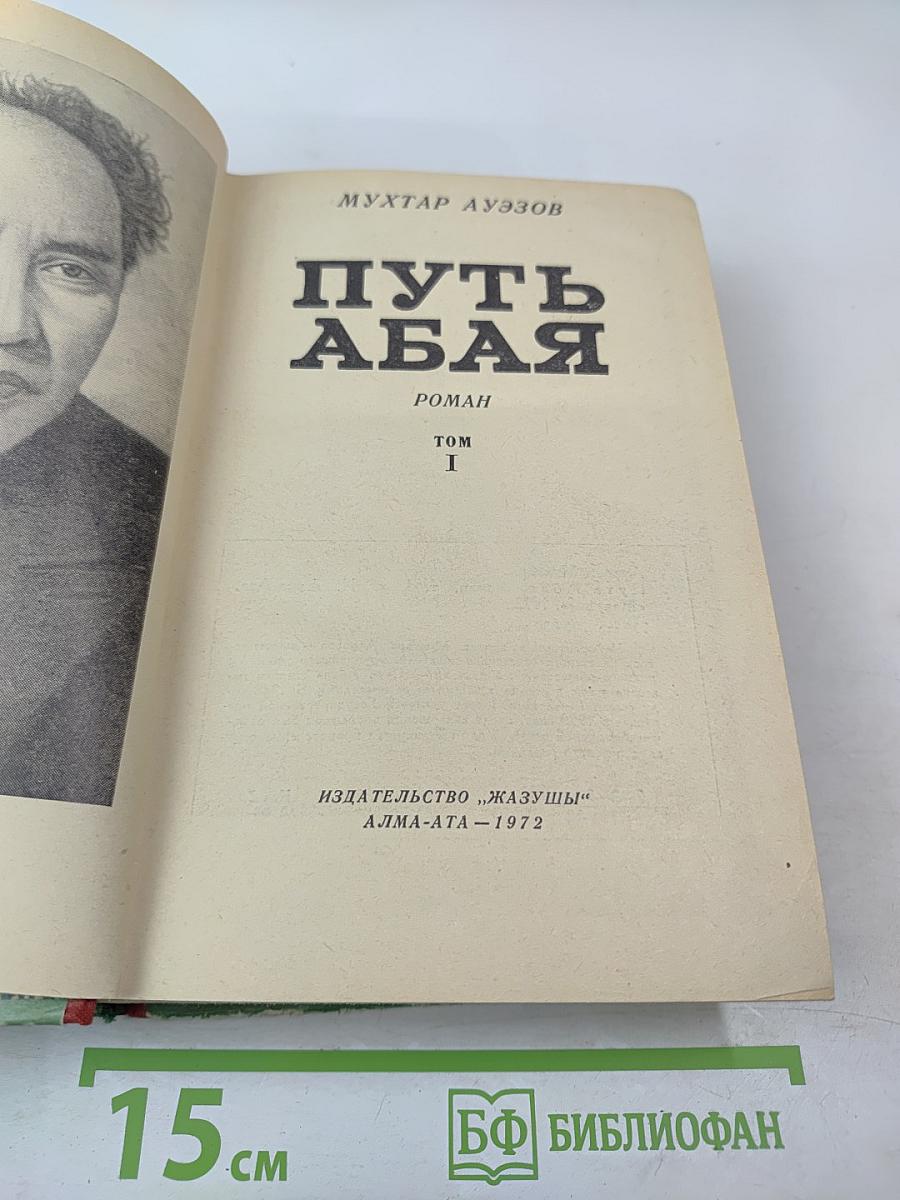 МУХТАР АУЭЗОВ
ПУТЬ
АБАЯ
РОМАН
ТОМ
I
ИЗДАТЕЛЬСТВО „ЖАЗУШЫ“
АЛМА-АТА — 1972
15 см
БФ БИБЛИОФАН